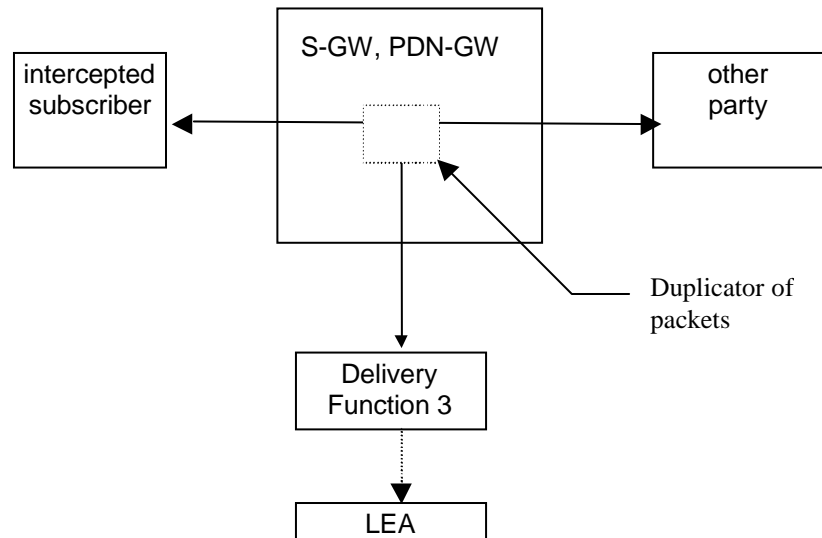 S-GW, PDN-GW
intercepted
subscriber
other
party
Duplicator of
packets
Delivery
Function 3
LEA